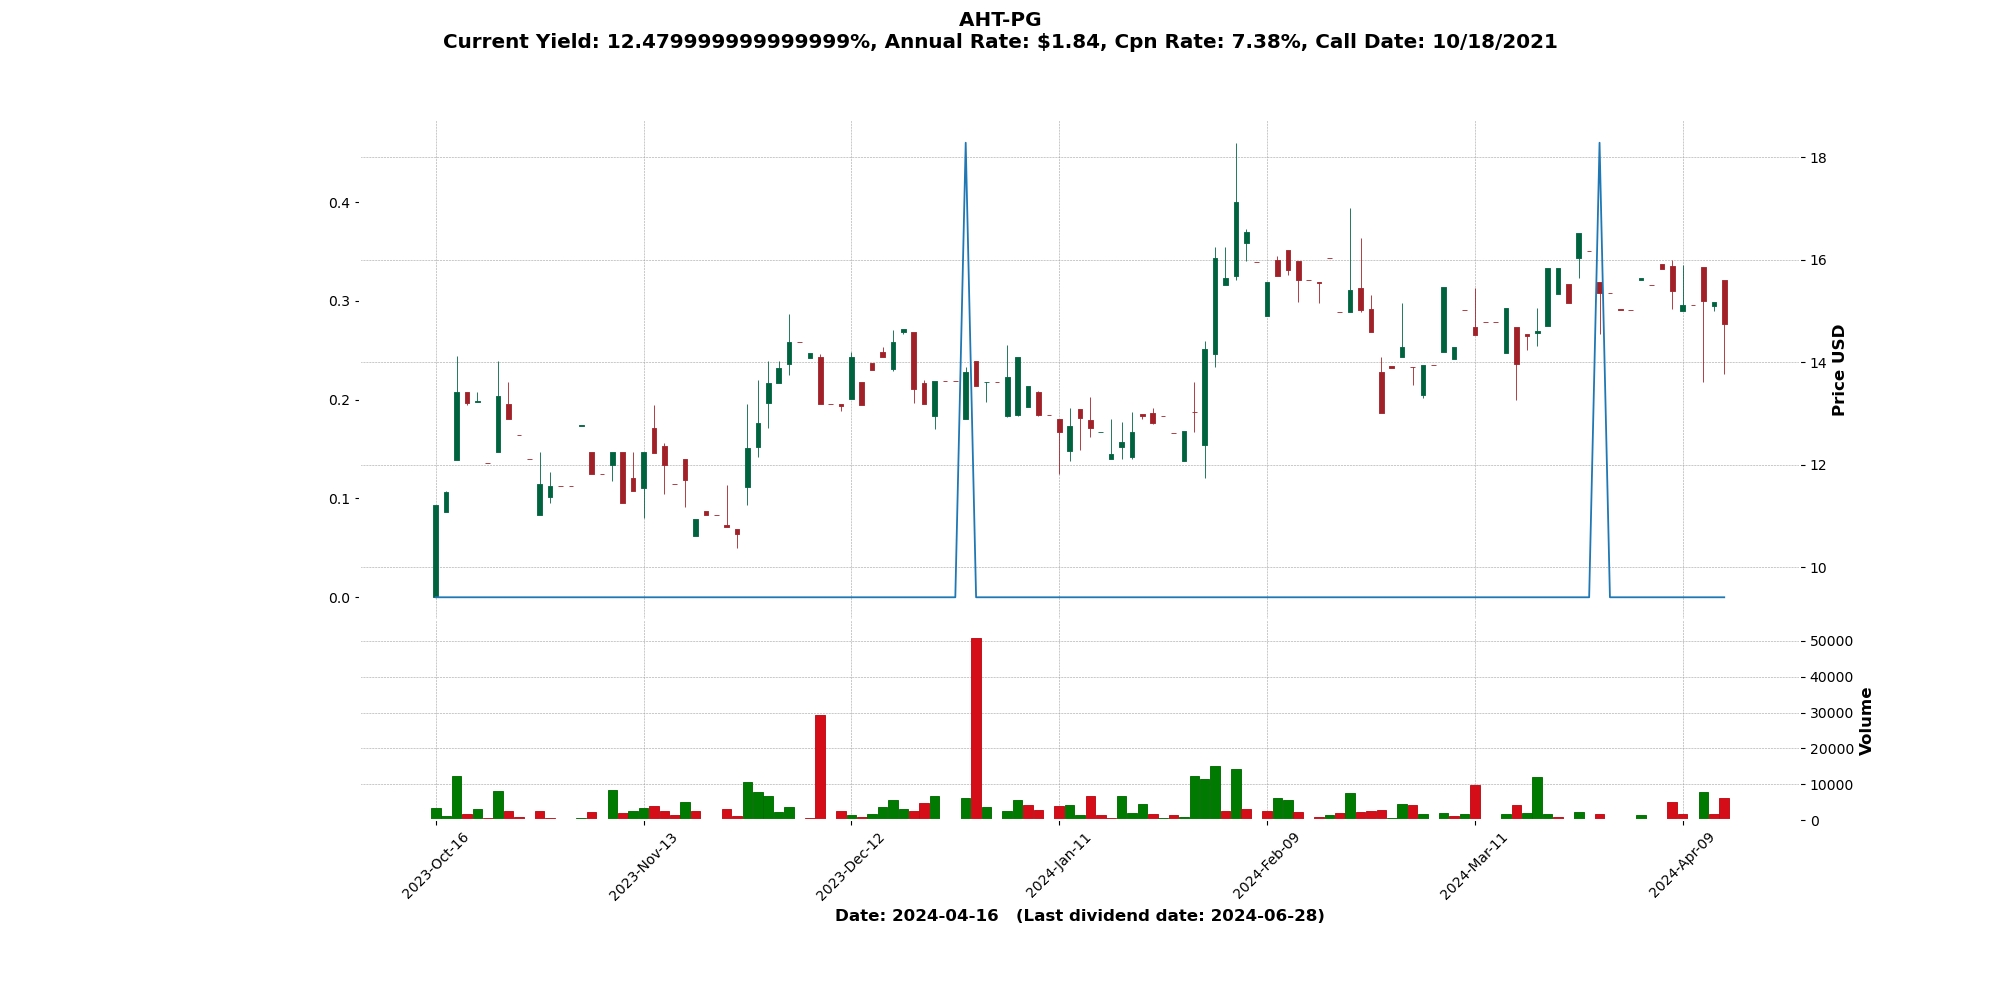 AHT-PG
Current Yield: 12.479999999999999%, Annual Rate: $1.84, Cpn Rate: 7.38%, Call Date: 10/18/2021
0.4
0.3
0.2
0.1
0.0
18
16
14
12
10
Price USD
50000
40000
30000
20000
10000
0
Volume
2023-Oct-16
2023-Nov-13
2023-Dec-12
2024-Jan-11
2024-Feb-09
2024-Mar-11
2024-Apr-09
Date: 2024-04-16   (Last dividend date: 2024-06-28)